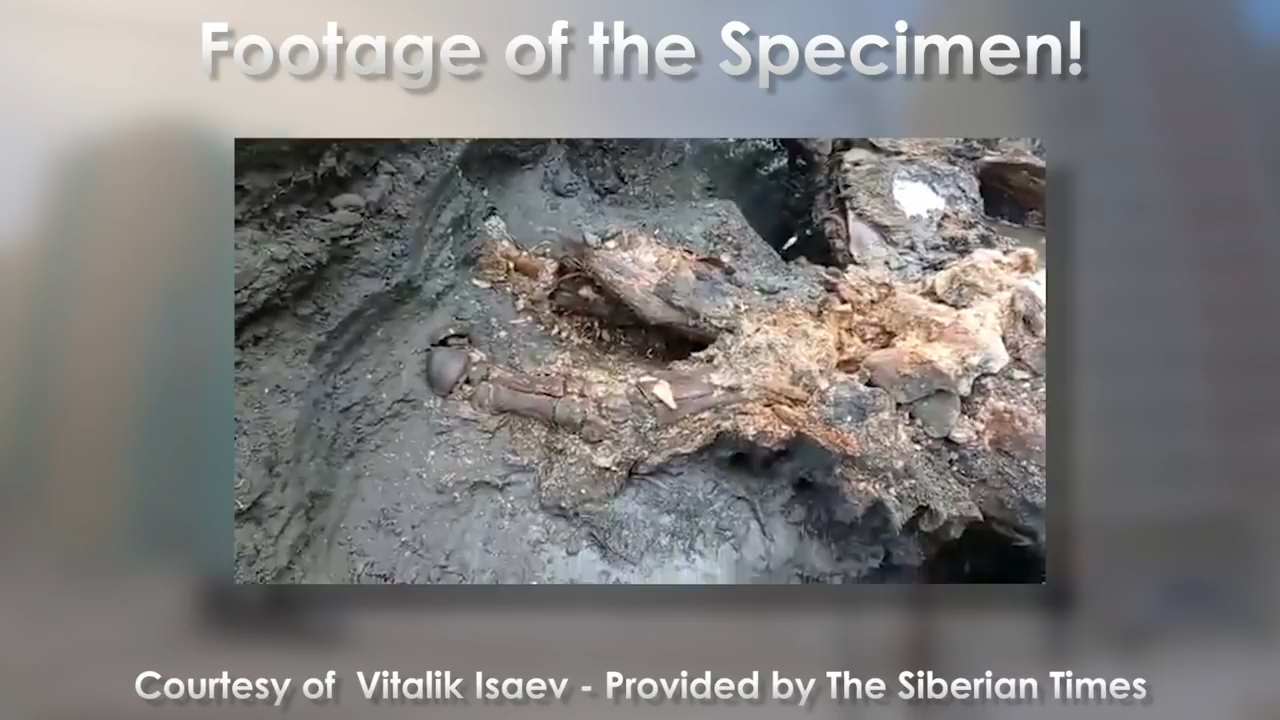 Footage of the Specimen!
Courtesy of  Vitalik Isaev - Provided by The Siberian Times